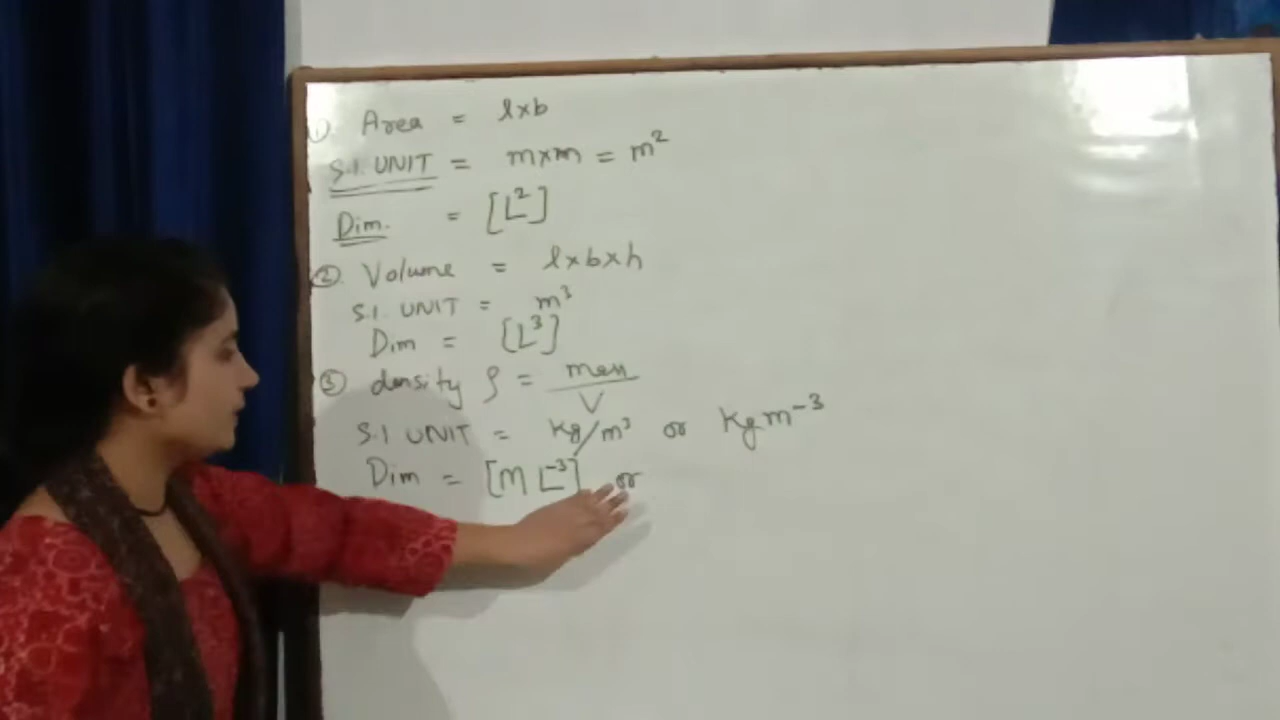 1). Area = l×b
S.I. UNIT = m×m = m²
Dim. = [L²]
②. Volume = l×b×h
S.I. UNIT = m³
Dim = [L³]
③ density ρ = mass/V
S.I UNIT = kg/m³ or Kgm⁻³
Dim = [M L⁻³] or